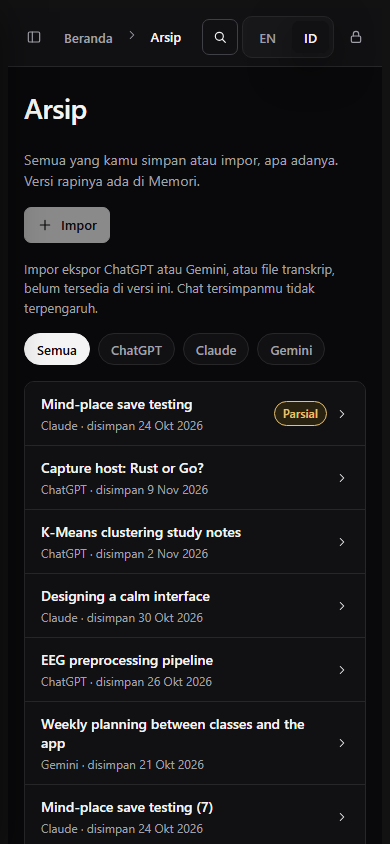 Beranda > Arsip EN ID
Arsip
Semua yang kamu simpan atau impor, apa adanya.
Versi rapinya ada di Memori.
+ Impor
Impor ekspor ChatGPT atau Gemini, atau file transkrip,
belum tersedia di versi ini. Chat tersimpanmu tidak
terpengaruh.
Semua ChatGPT Claude Gemini
Mind-place save testing
Claude · disimpan 24 Okt 2026
Parsial
Capture host: Rust or Go?
ChatGPT · disimpan 9 Nov 2026
K-Means clustering study notes
ChatGPT · disimpan 2 Nov 2026
Designing a calm interface
Claude · disimpan 30 Okt 2026
EEG preprocessing pipeline
ChatGPT · disimpan 26 Okt 2026
Weekly planning between classes and the
app
Gemini · disimpan 21 Okt 2026
Mind-place save testing (7)
Claude · disimpan 24 Okt 2026